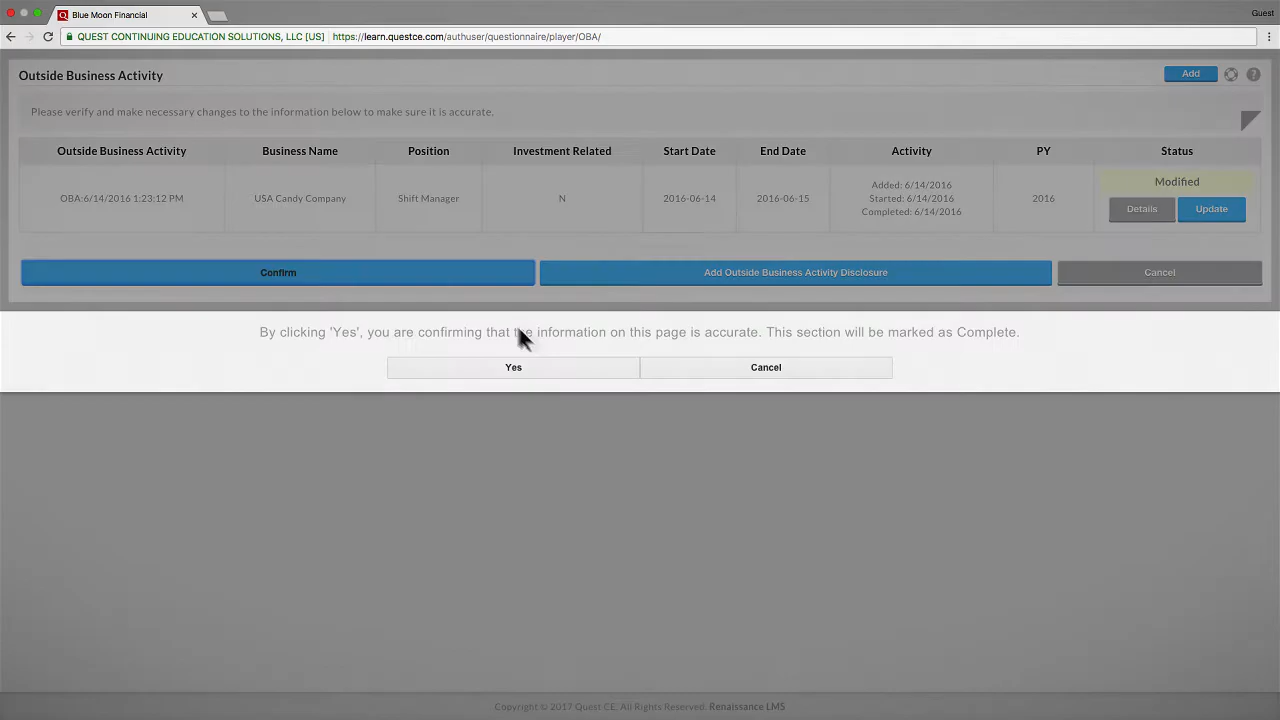 Blue Moon Financial
Guest
QUEST CONTINUING EDUCATION SOLUTIONS, LLC [US] https://learn.questce.com/authuser/questionnaire/player/OBA/
Outside Business Activity
Add
Please verify and make necessary changes to the information below to make sure it is accurate.
Outside Business Activity Business Name Position Investment Related Start Date End Date Activity PY Status
OBA:6/14/2016 1:23:12 PM USA Candy Company Shift Manager N 2016-06-14 2016-06-15
Added: 6/14/2016
Started: 6/14/2016
Completed: 6/14/2016
2016
Modified
Details Update
Confirm Add Outside Business Activity Disclosure Cancel
By clicking 'Yes', you are confirming that the information on this page is accurate. This section will be marked as Complete.
Yes Cancel
Copyright © 2017 Quest CE, All Rights Reserved. Renaissance LMS